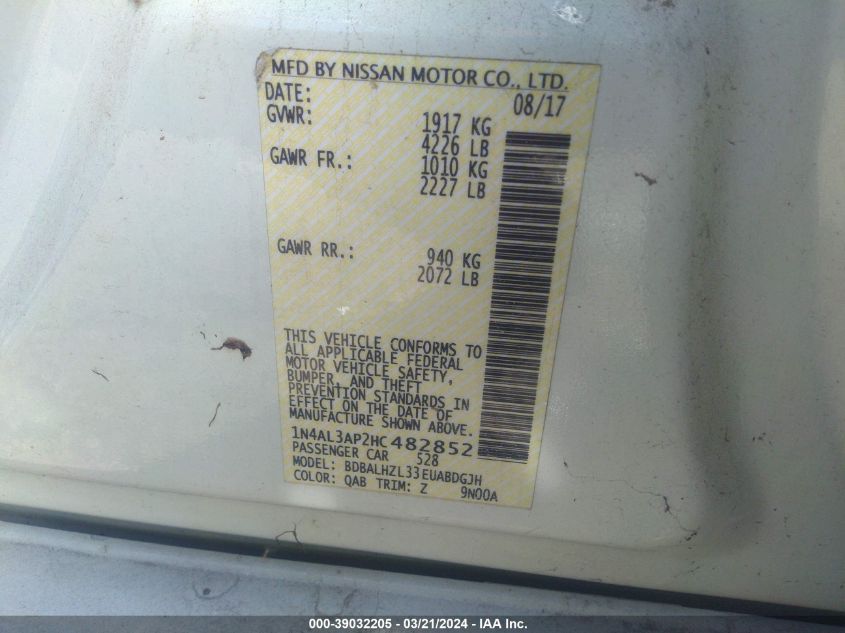 MFD BY NISSAN MOTOR CO., LTD.
DATE: 08/17
GVWR: 1917 KG
4226 LB
GAWR FR.: 1010 KG
2227 LB
GAWR RR.: 940 KG
2072 LB
THIS VEHICLE CONFORMS TO
ALL APPLICABLE FEDERAL
MOTOR VEHICLE SAFETY,
BUMPER, AND THEFT
PREVENTION STANDARDS IN
EFFECT ON THE DATE OF
MANUFACTURE SHOWN ABOVE.
1N4AL3AP2HC482852
PASSENGER CAR 528
MODEL: BDBALHZL33EUABDGJH
COLOR: QAB TRIM: Z 9N00A
000-39032205 - 03/21/2024 - IAA Inc.